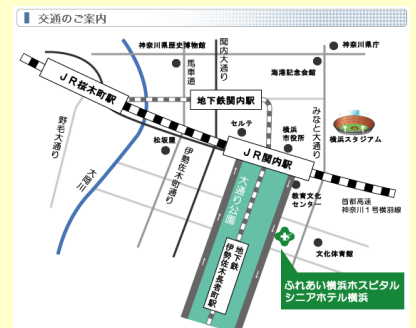 交通のご案内
神奈川県歴史博物館
関内大通り
神奈川県庁
馬車道
海港記念会館
JR桜木町駅
地下鉄関内駅
みなと大通り
セルテ
横浜
市役所
横浜スタジアム
野毛大通り
松坂屋
JR関内駅
伊勢佐木町通り
大岡川
大通り公園
教育文化
センター
首都高速
神奈川1号横羽線
地下鉄
伊勢佐木長者町駅
文化体育館
ふれあい横浜ホスピタル
シニアホテル横浜